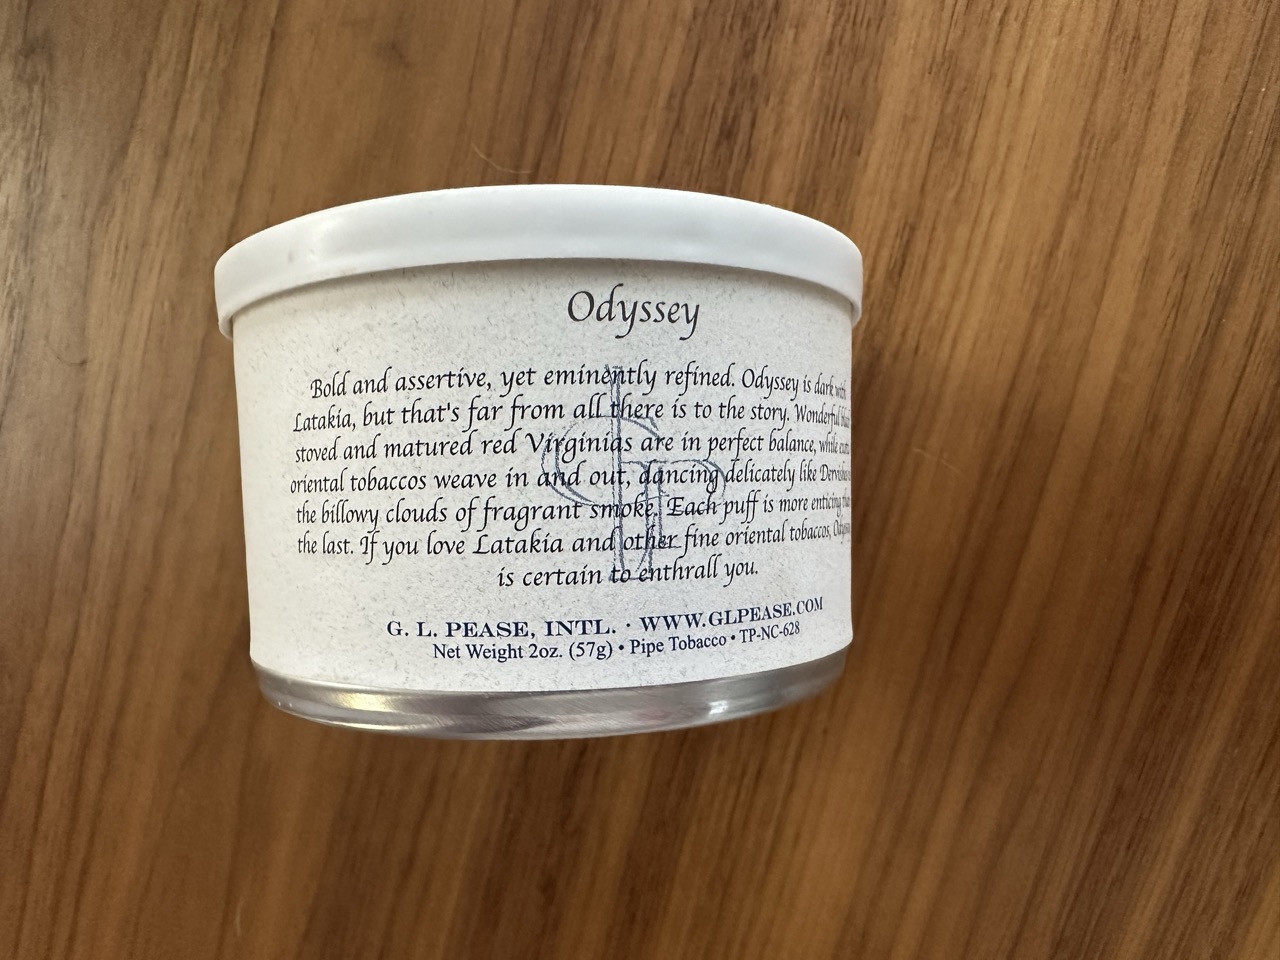 Odyssey
Bold and assertive, yet eminently refined. Odyssey is dark with
Latakia, but that's far from all there is to the story. Wonderful
stoved and matured red Virginias are in perfect balance, while
oriental tobaccos weave in and out, dancing delicately like
the billowy clouds of fragrant smoke. Each puff is more enticing than
the last. If you love Latakia and other fine oriental tobaccos,
is certain to enthrall you.
G. L. PEASE, INTL. · WWW.GLPEASE.COM
Net Weight 2oz. (57g) • Pipe Tobacco • TP-NC-628